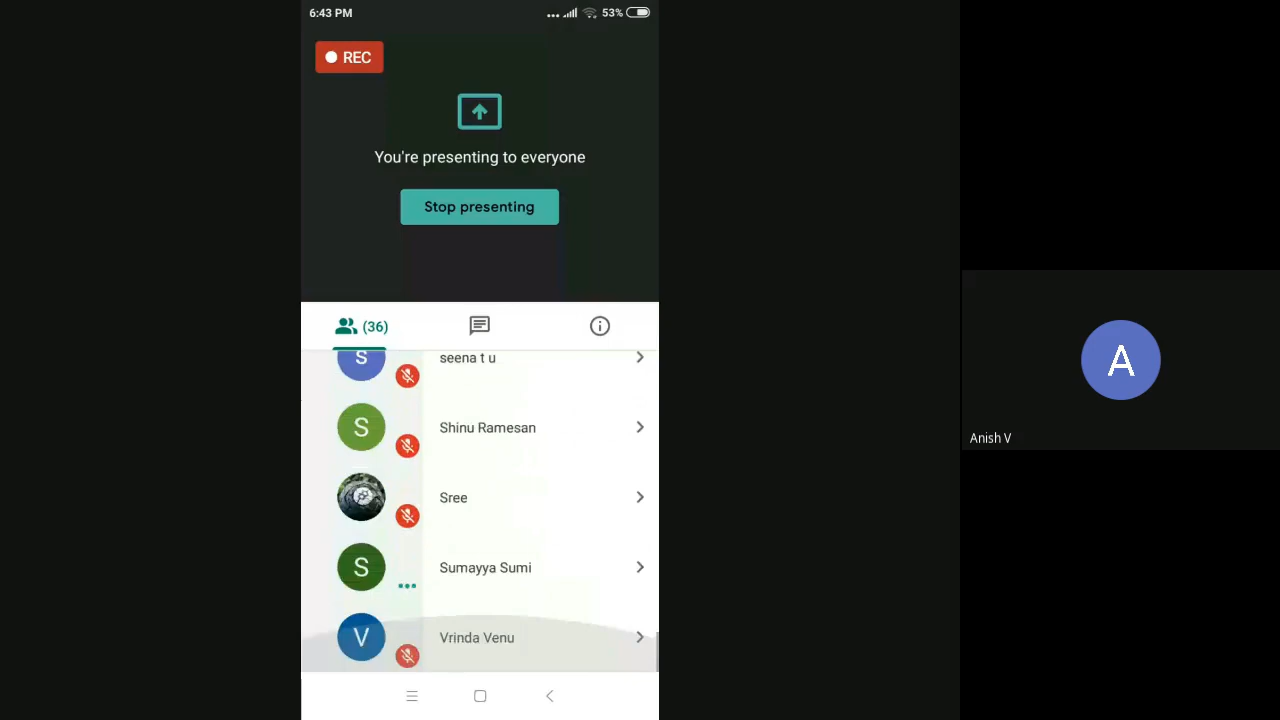 6:43 PM
53%
REC
You're presenting to everyone
Stop presenting
(36)
S
seena t u
S
Shinu Ramesan
Sree
S
Sumayya Sumi
V
Vrinda Venu
A
Anish V